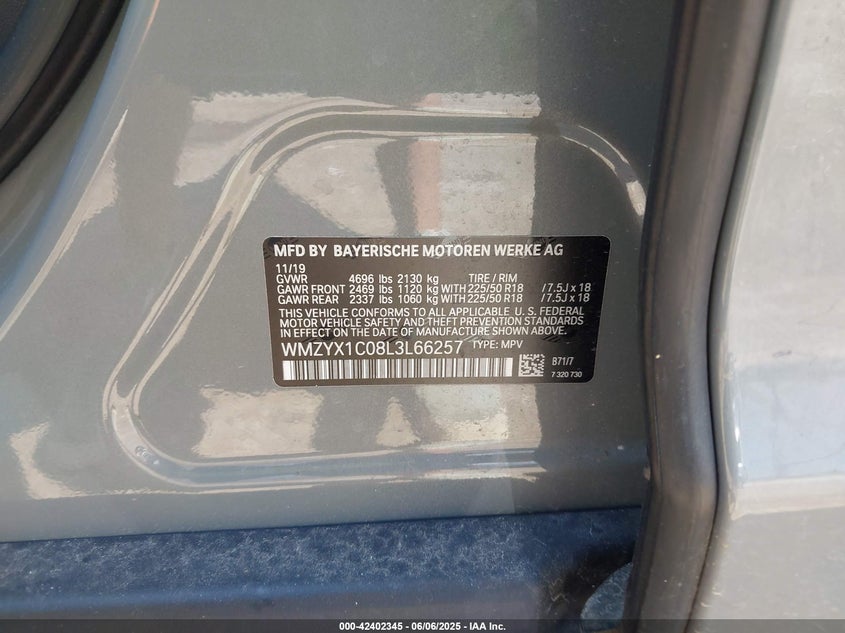 MFD BY BAYERISCHE MOTOREN WERKE AG
11/19
GVWR 4696 lbs 2130 kg TIRE / RIM
GAWR FRONT 2469 lbs 1120 kg WITH 225/50 R18 / 7.5J x 18
GAWR REAR 2337 lbs 1060 kg WITH 225/50 R18 / 7.5J x 18
THIS VEHICLE CONFORMS TO ALL APPLICABLE U. S. FEDERAL
MOTOR VEHICLE SAFETY AND THEFT PREVENTION STANDARDS
IN EFFECT ON THE DATE OF MANUFACTURE SHOWN ABOVE.
WMZYX1C08L3L66257 TYPE: MPV
B71/7
7 320 730
000-42402345 | 06/06/2025 - IAA Inc.